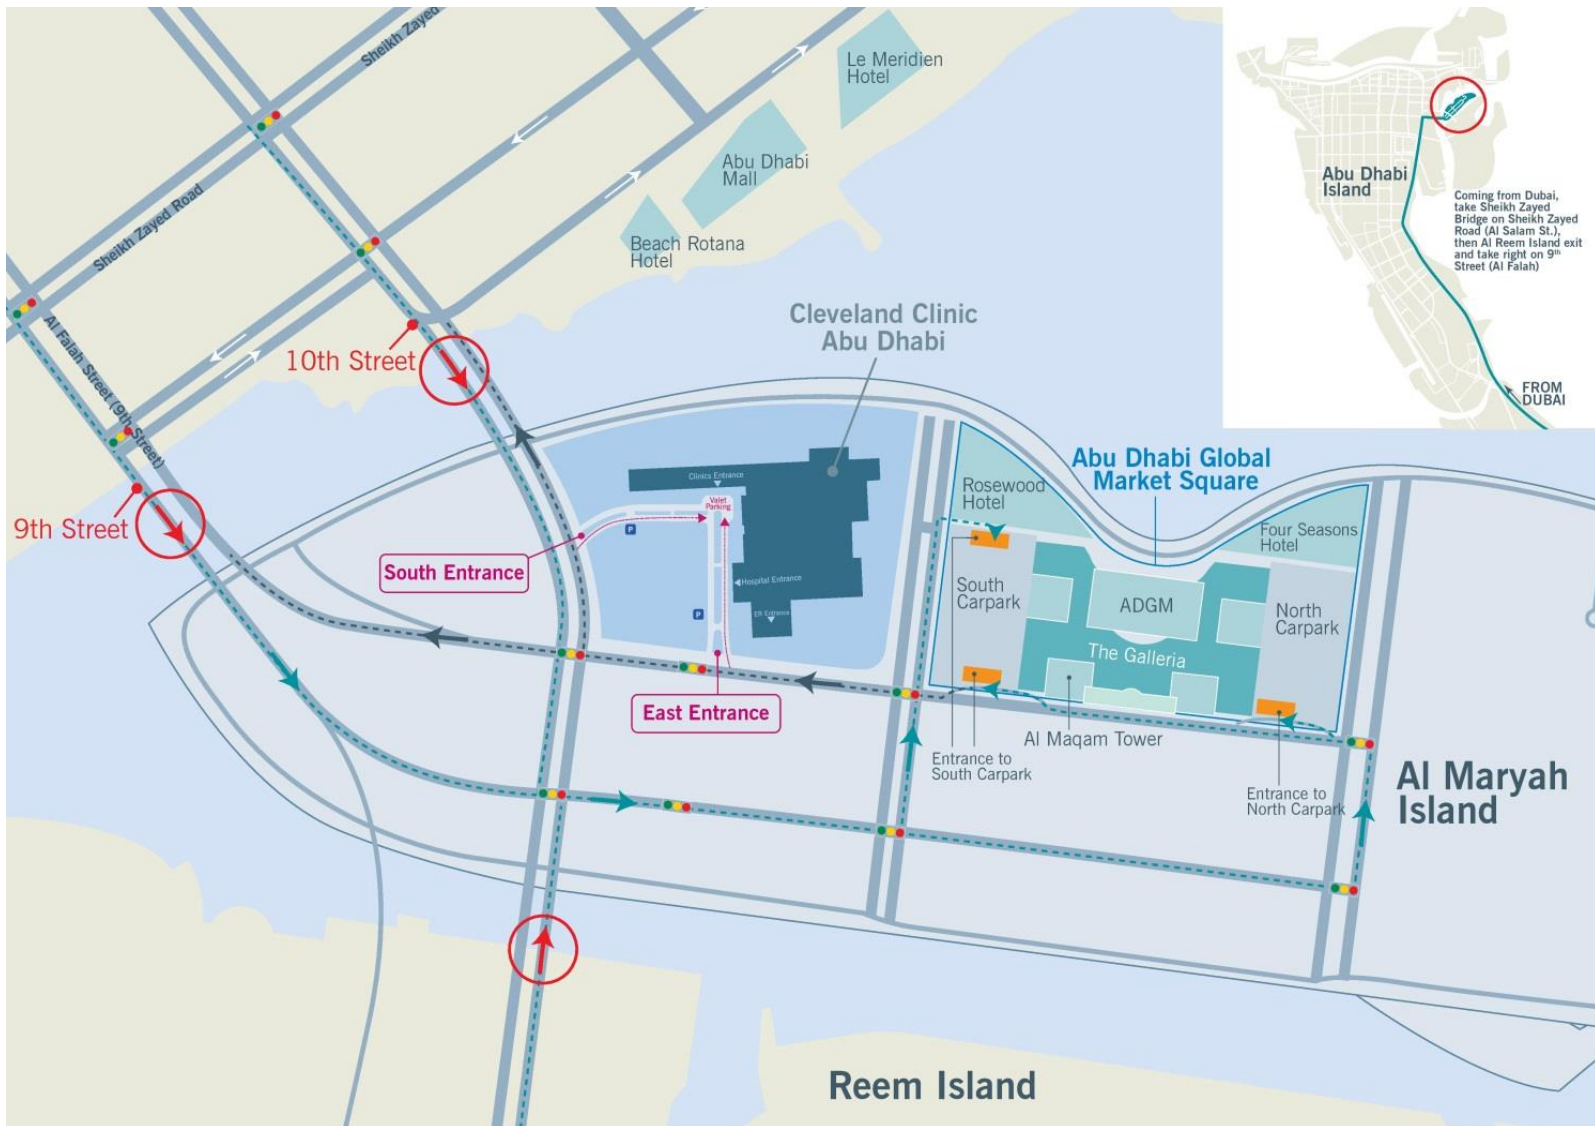 Sheikh Zayed
Le Meridien
Hotel
Abu Dhabi
Mall
Beach Rotana
Hotel
Sheikh Zayed Road
Al Falah Street (9th Street)
10th Street
9th Street
Abu Dhabi
Island
Coming from Dubai,
take Sheikh Zayed
Bridge on Sheikh Zayed
Road (Al Salam St.),
then Al Reem Island exit
and take right on 9th
Street (Al Falah)
FROM
DUBAI
Cleveland Clinic
Abu Dhabi
Clinics Entrance
Valet
Parking
P
South Entrance
Hospital Entrance
P
ER Entrance
East Entrance
Abu Dhabi Global
Market Square
Rosewood
Hotel
Four Seasons
Hotel
South
Carpark
ADGM
North
Carpark
The Galleria
Al Maqam Tower
Entrance to
South Carpark
Entrance to
North Carpark
Al Maryah
Island
Reem Island